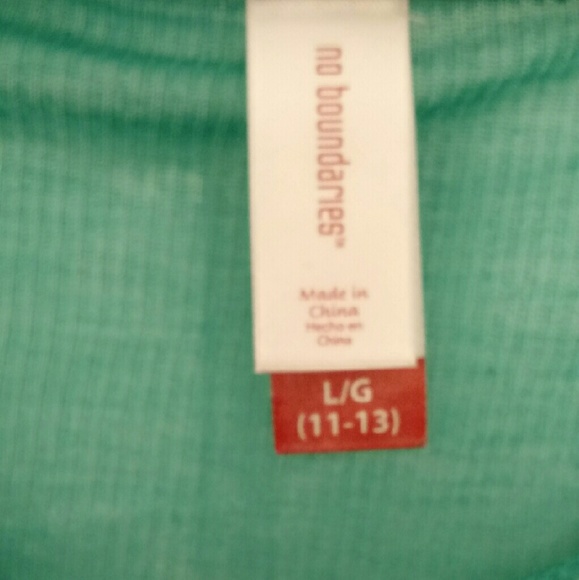 no boundaries®
Made in
China
Hecho en
China
L/G
(11-13)